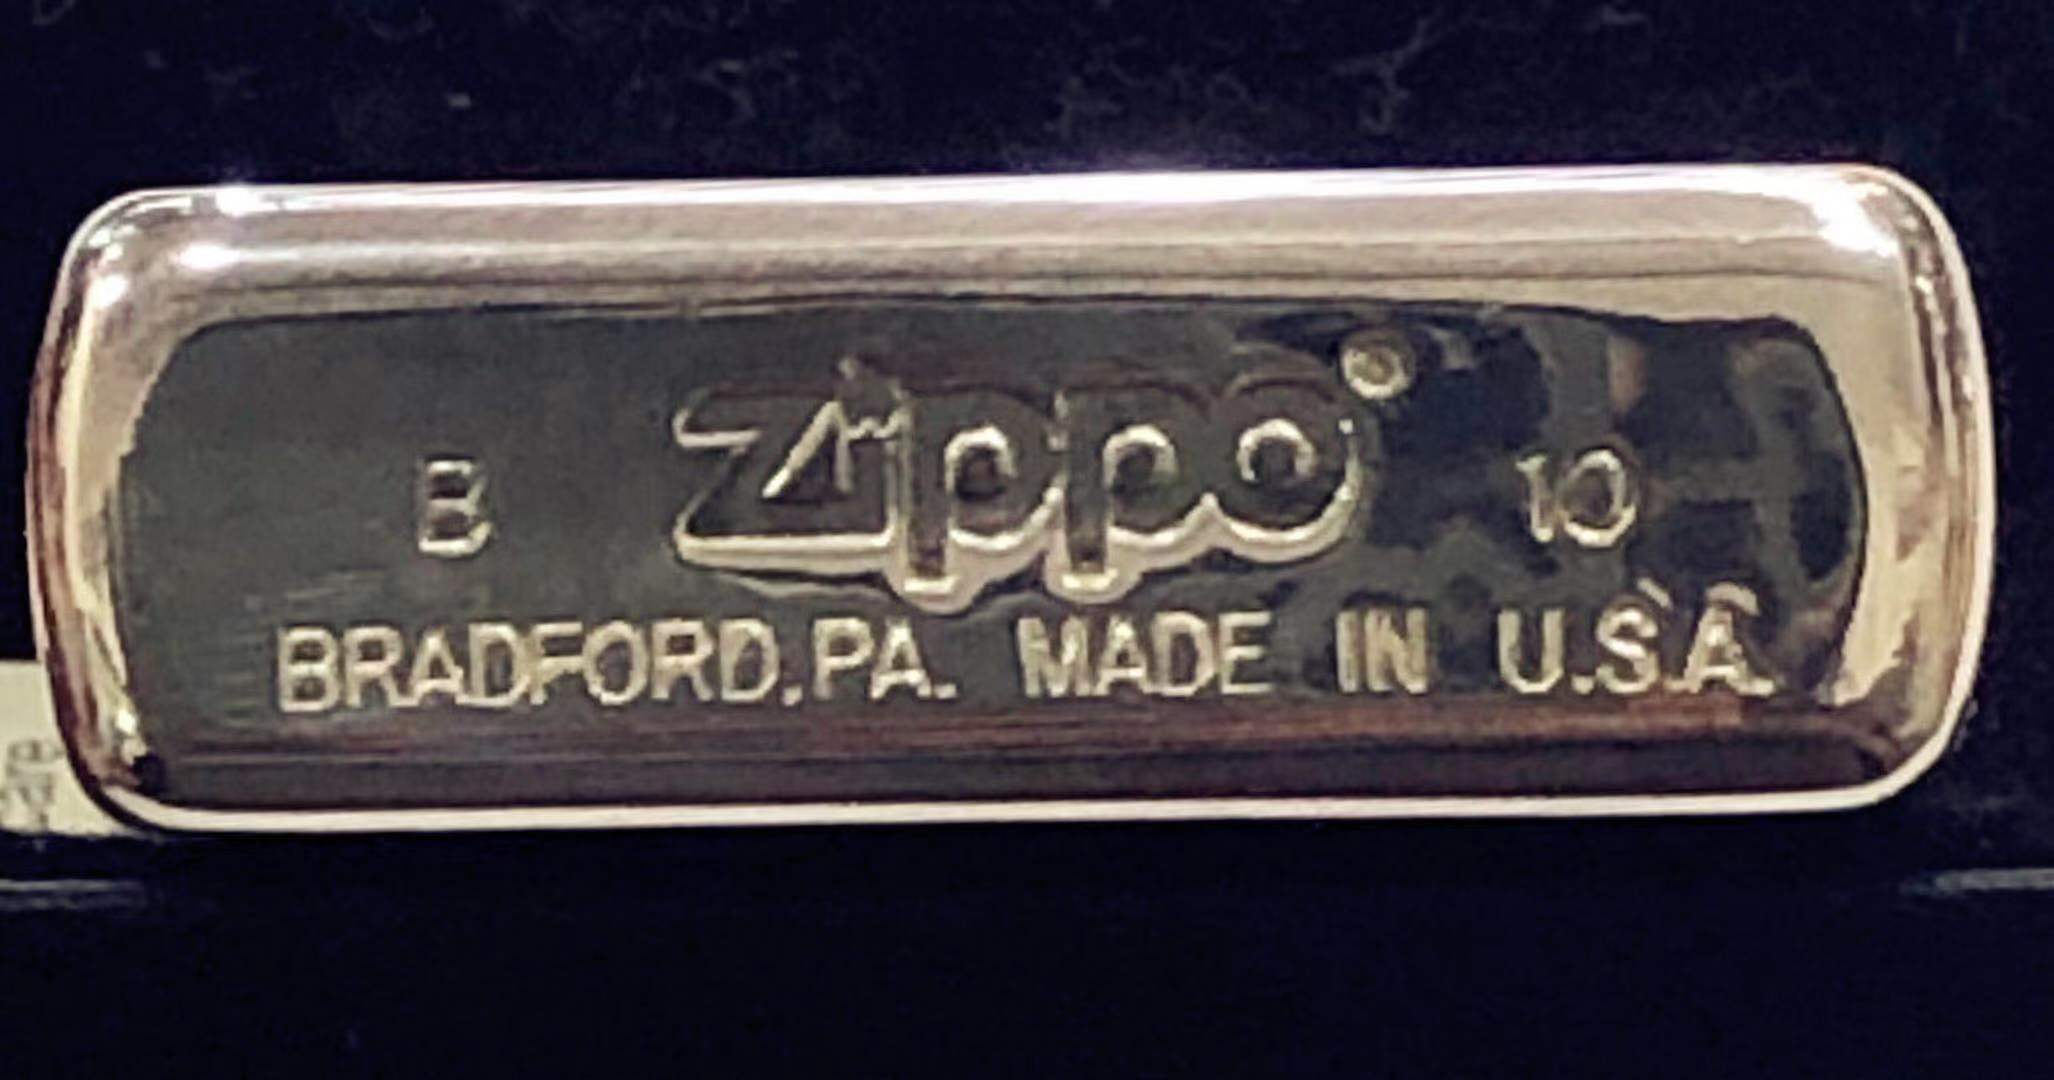 B Zippo® 10
BRADFORD,PA. MADE IN U.S.A.